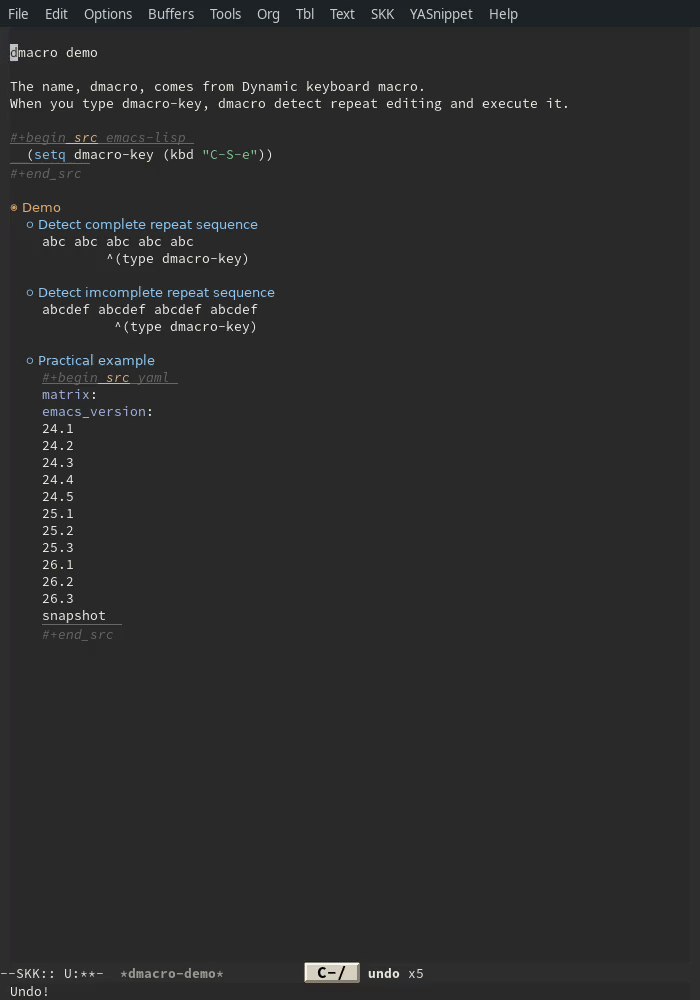 File Edit Options Buffers Tools Org Tbl Text SKK YASnippet Help
dmacro demo
The name, dmacro, comes from Dynamic keyboard macro.
When you type dmacro-key, dmacro detect repeat editing and execute it.
#+begin_src emacs-lisp
(setq dmacro-key (kbd "C-S-e"))
#+end_src
Demo
Detect complete repeat sequence
abc abc abc abc abc
^(type dmacro-key)
Detect imcomplete repeat sequence
abcdef abcdef abcdef abcdef
^(type dmacro-key)
Practical example
#+begin_src yaml
matrix:
emacs_version:
24.1
24.2
24.3
24.4
24.5
25.1
25.2
25.3
26.1
26.2
26.3
snapshot
#+end_src
--SKK:: U:**- *dmacro-demo* C-/ undo x5
Undo!